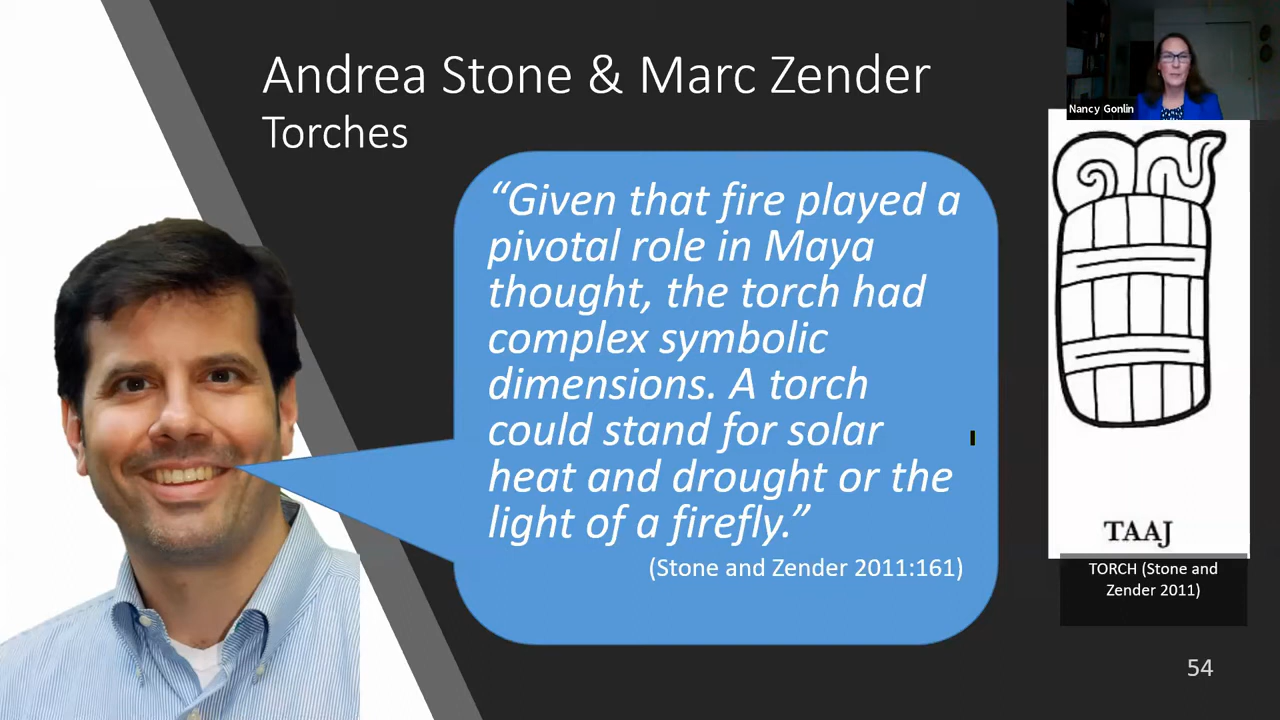 Andrea Stone & Marc Zender
Torches
Nancy Gonlin
“Given that fire played a
pivotal role in Maya
thought, the torch had
complex symbolic
dimensions. A torch
could stand for solar
heat and drought or the
light of a firefly.”
(Stone and Zender 2011:161)
TAAJ
TORCH (Stone and
Zender 2011)
54